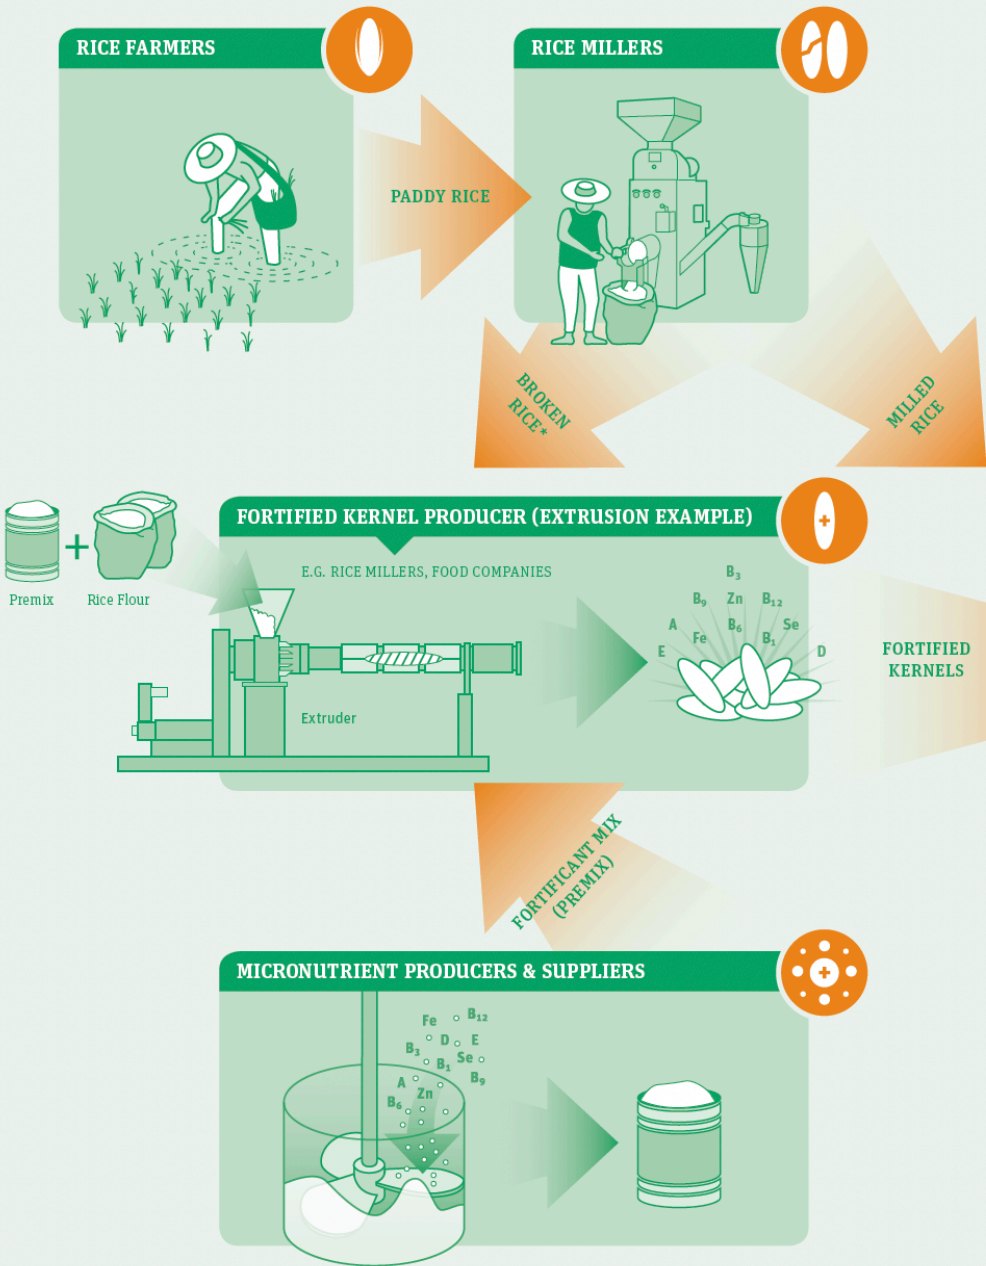 RICE FARMERS
RICE MILLERS
PADDY RICE
BROKEN
RICE*
MILLED
RICE
FORTIFIED KERNEL PRODUCER (EXTRUSION EXAMPLE)
E.G. RICE MILLERS, FOOD COMPANIES
+
Premix
Rice Flour
Extruder
B₃
B₉
Zn
B₁₂
A
Fe
B₆
B₁
Se
E
D
FORTIFIED
KERNELS
FORTIFICANT MIX
(PREMIX)
MICRONUTRIENT PRODUCERS & SUPPLIERS
Fe
B₁₂
D
E
B₃
B₁
Se
A
Zn
B₉
B₆